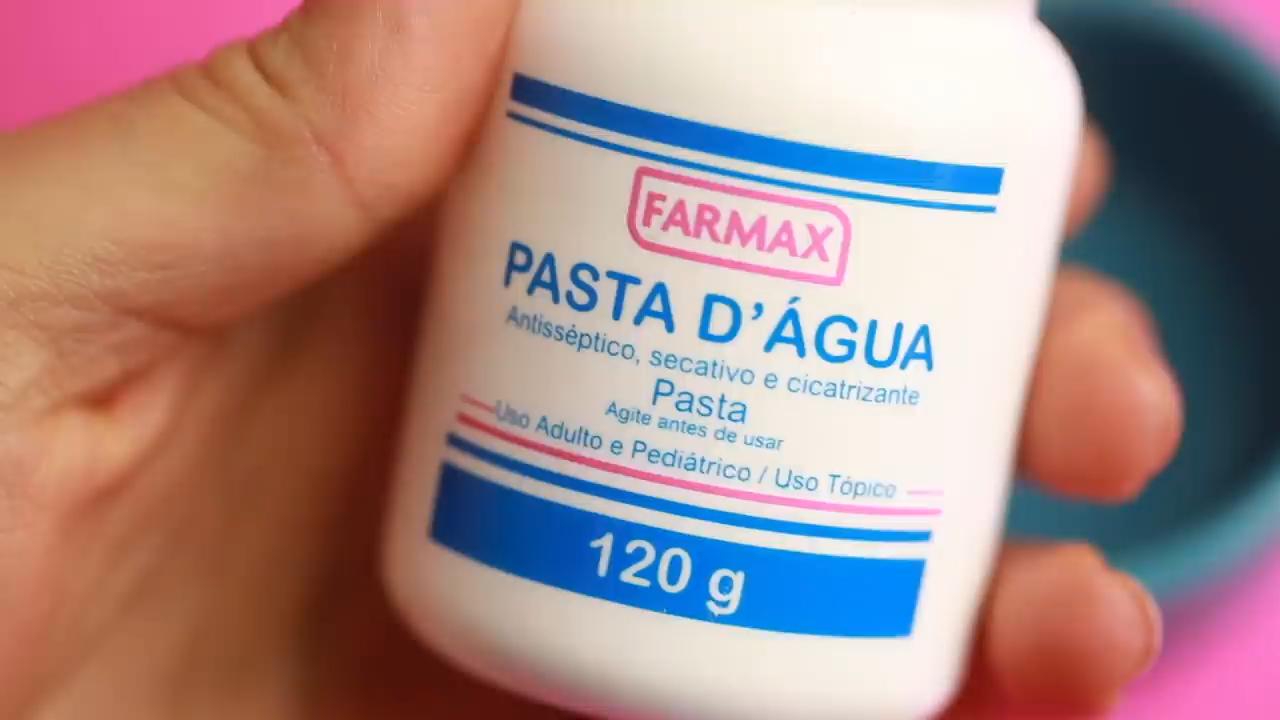 FARMAX
PASTA D'ÁGUA
Antisséptico, secativo e cicatrizante
Pasta
Agite antes de usar
Uso Adulto e Pediátrico / Uso Tópico
120 g